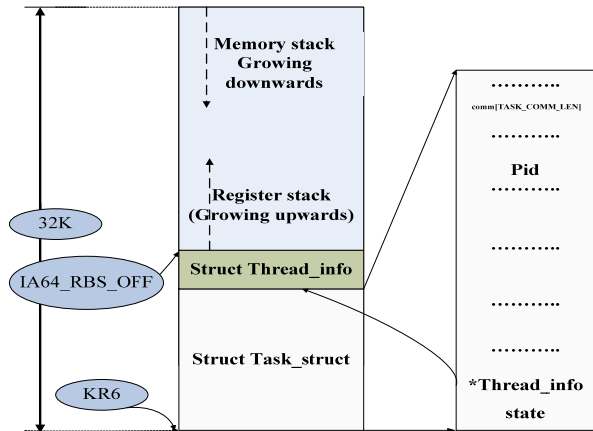 Memory stack
Growing
downwards
Register stack
(Growing upwards)
32K
IA64_RBS_OFF
Struct Thread_info
Struct Task_struct
KR6
...........
comm[TASK_COMM_LEN]
...........
Pid
...........
...........
...........
...........
*Thread_info
state